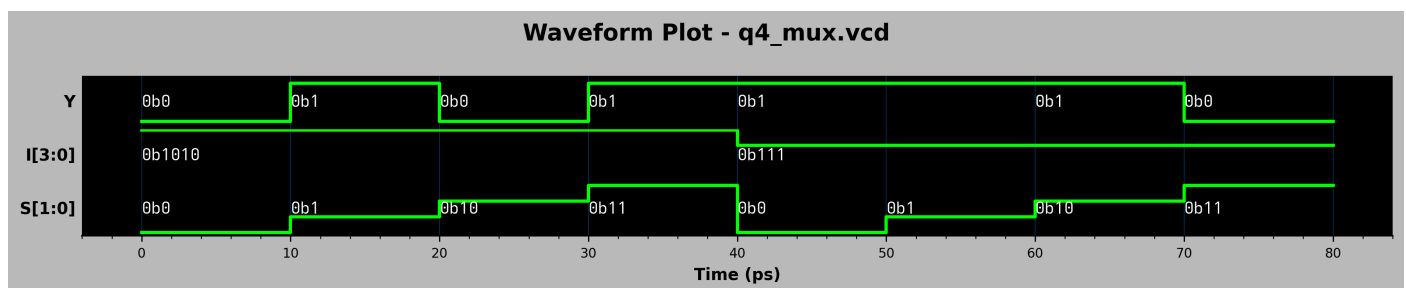 Waveform Plot - q4_mux.vcd
Y 0b0 0b1 0b0 0b1 0b1 0b1 0b0
I[3:0] 0b1010 0b111
S[1:0] 0b0 0b1 0b10 0b11 0b0 0b1 0b10 0b11
0 10 20 30 40 50 60 70 80
Time (ps)